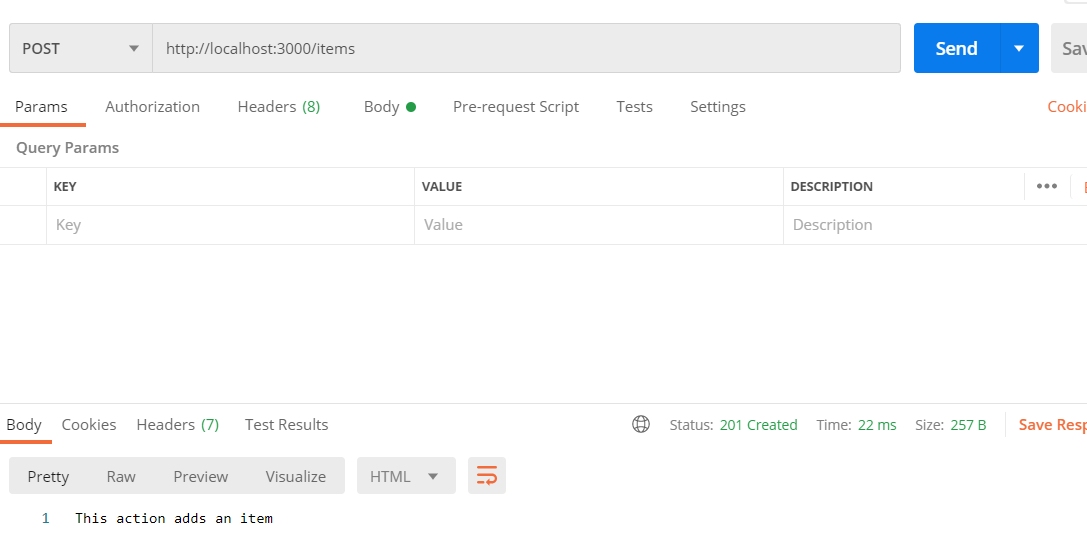 POST http://localhost:3000/items Send Sav
Params Authorization Headers (8) Body Pre-request Script Tests Settings Cooki
Query Params
KEY VALUE DESCRIPTION •••
Key Value Description
Body Cookies Headers (7) Test Results Status: 201 Created Time: 22 ms Size: 257 B Save Resp
Pretty Raw Preview Visualize HTML
1 This action adds an item